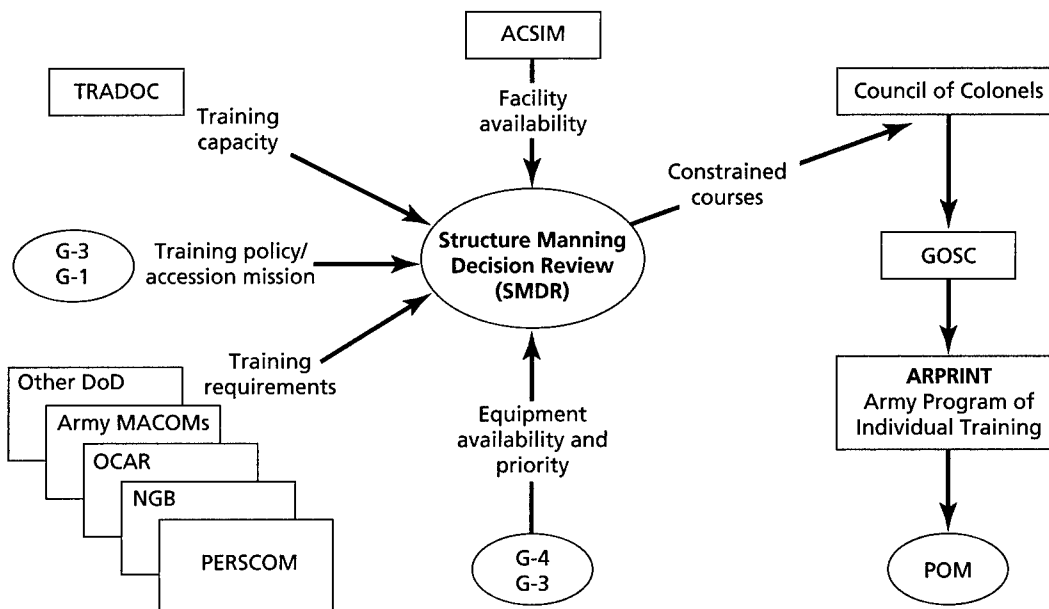 ACSIM
TRADOC
Council of Colonels
Training
capacity
Facility
availability
Constrained
courses
G-3
G-1
Training policy/
accession mission
Structure Manning
Decision Review
(SMDR)
GOSC
Training
requirements
Other DoD
Army MACOMs
OCAR
NGB
PERSCOM
Equipment
availability and
priority
ARPRINT
Army Program of
Individual Training
G-4
G-3
POM